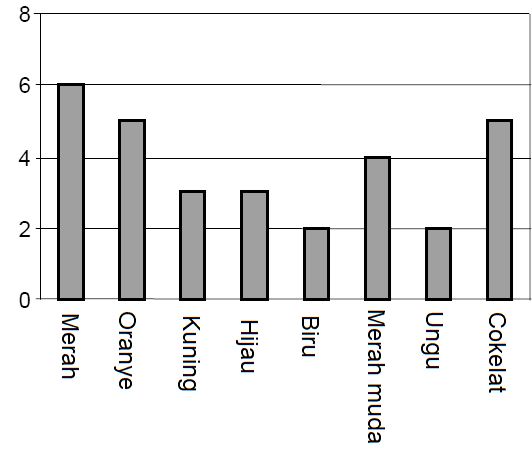 8
6
4
2
0
Merah
Oranye
Kuning
Hijau
Biru
Merah muda
Ungu
Cokelat